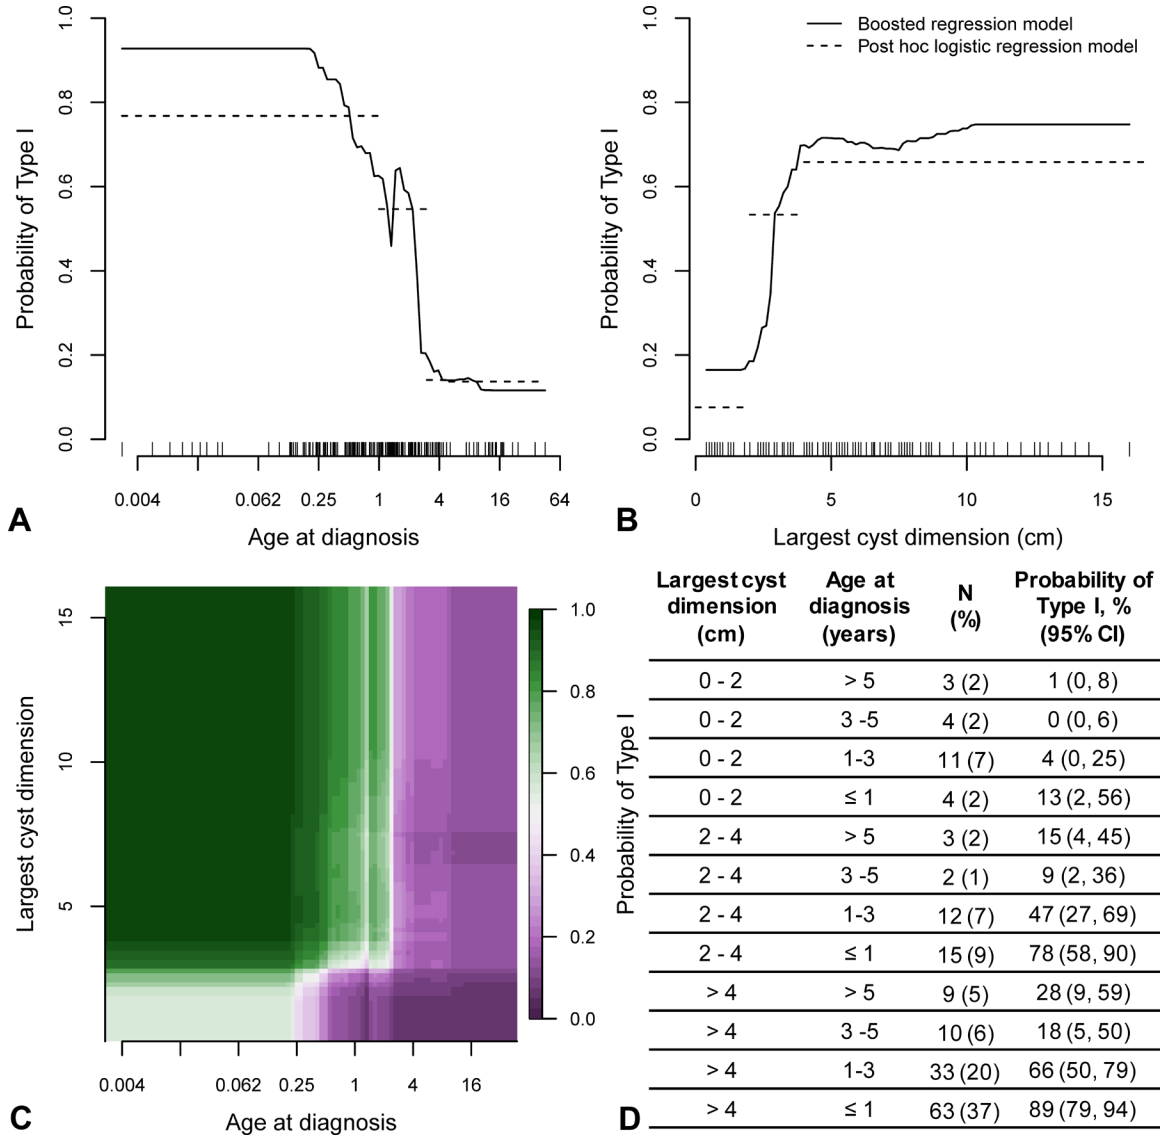 1.0
0.8
0.6
0.4
0.2
0.0
Probability of Type I
0.004
0.062
0.25
1
4
16
64
Age at diagnosis
A
1.0
0.8
0.6
0.4
0.2
0.0
Probability of Type I
Boosted regression model
Post hoc logistic regression model
0
5
10
15
Largest cyst dimension (cm)
B
15
10
5
Largest cyst dimension
0.004
0.062
0.25
1
4
16
Age at diagnosis
C
1.0
0.8
0.6
0.4
0.2
0.0
Probability of Type I
Largest cyst dimension (cm) Age at diagnosis (years) N (%) Probability of Type I, % (95% CI)
0 - 2 > 5 3 (2) 1 (0, 8)
0 - 2 3 -5 4 (2) 0 (0, 6)
0 - 2 1-3 11 (7) 4 (0, 25)
0 - 2 ≤ 1 4 (2) 13 (2, 56)
2 - 4 > 5 3 (2) 15 (4, 45)
2 - 4 3 -5 2 (1) 9 (2, 36)
2 - 4 1-3 12 (7) 47 (27, 69)
2 - 4 ≤ 1 15 (9) 78 (58, 90)
> 4 > 5 9 (5) 28 (9, 59)
> 4 3 -5 10 (6) 18 (5, 50)
> 4 1-3 33 (20) 66 (50, 79)
> 4 ≤ 1 63 (37) 89 (79, 94)
D